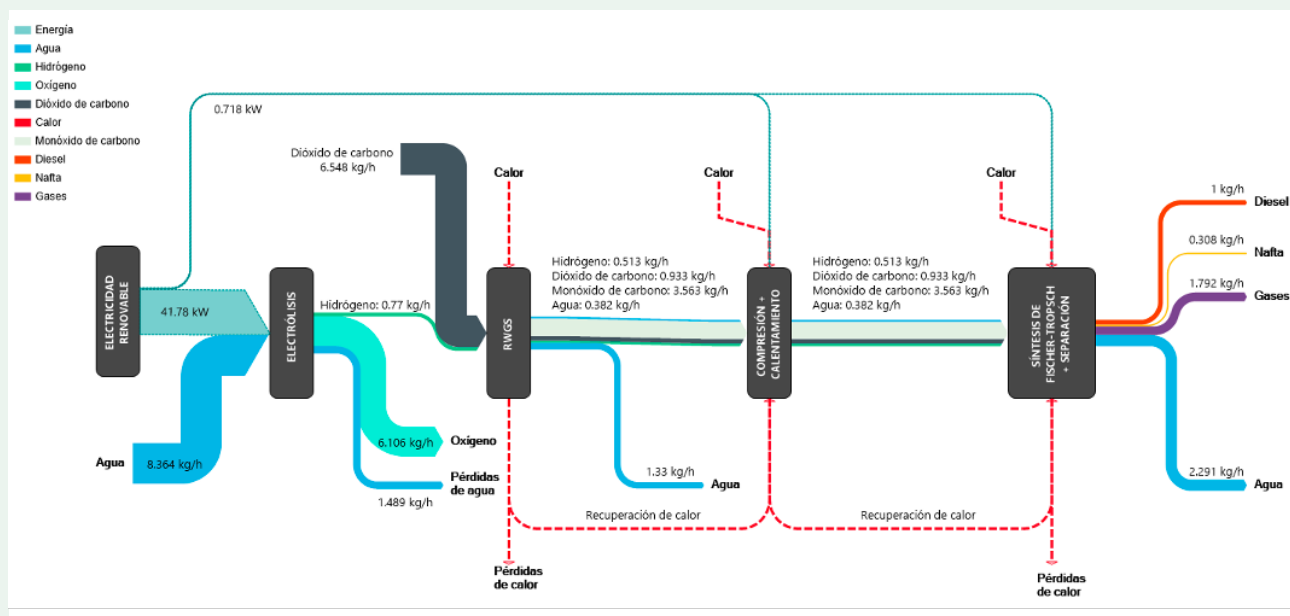 Energía
Agua
Hidrógeno
Oxígeno
Dióxido de carbono
Calor
Monóxido de carbono
Diesel
Nafta
Gases
0.718 kW
Dióxido de carbono
6.548 kg/h
Calor
Calor
Calor
1 kg/h
Diesel
0.308 kg/h
Nafta
1.792 kg/h
Gases
ELECTRICIDAD
RENOVABLE
41.78 kW
ELECTRÓLISIS
Hidrógeno: 0.77 kg/h
RWGS
Hidrógeno: 0.513 kg/h
Dióxido de carbono: 0.933 kg/h
Monóxido de carbono: 3.563 kg/h
Agua: 0.382 kg/h
COMPRESIÓN +
CALENTAMIENTO
Hidrógeno: 0.513 kg/h
Dióxido de carbono: 0.933 kg/h
Monóxido de carbono: 3.563 kg/h
Agua: 0.382 kg/h
SÍNTESIS DE
FISCHER-TROPSCH
+ SEPARACIÓN
Agua
8.364 kg/h
6.106 kg/h
Oxígeno
Pérdidas
de agua
1.489 kg/h
1.33 kg/h
Agua
2.291 kg/h
Agua
Recuperación de calor
Recuperación de calor
Pérdidas
de calor
Pérdidas
de calor